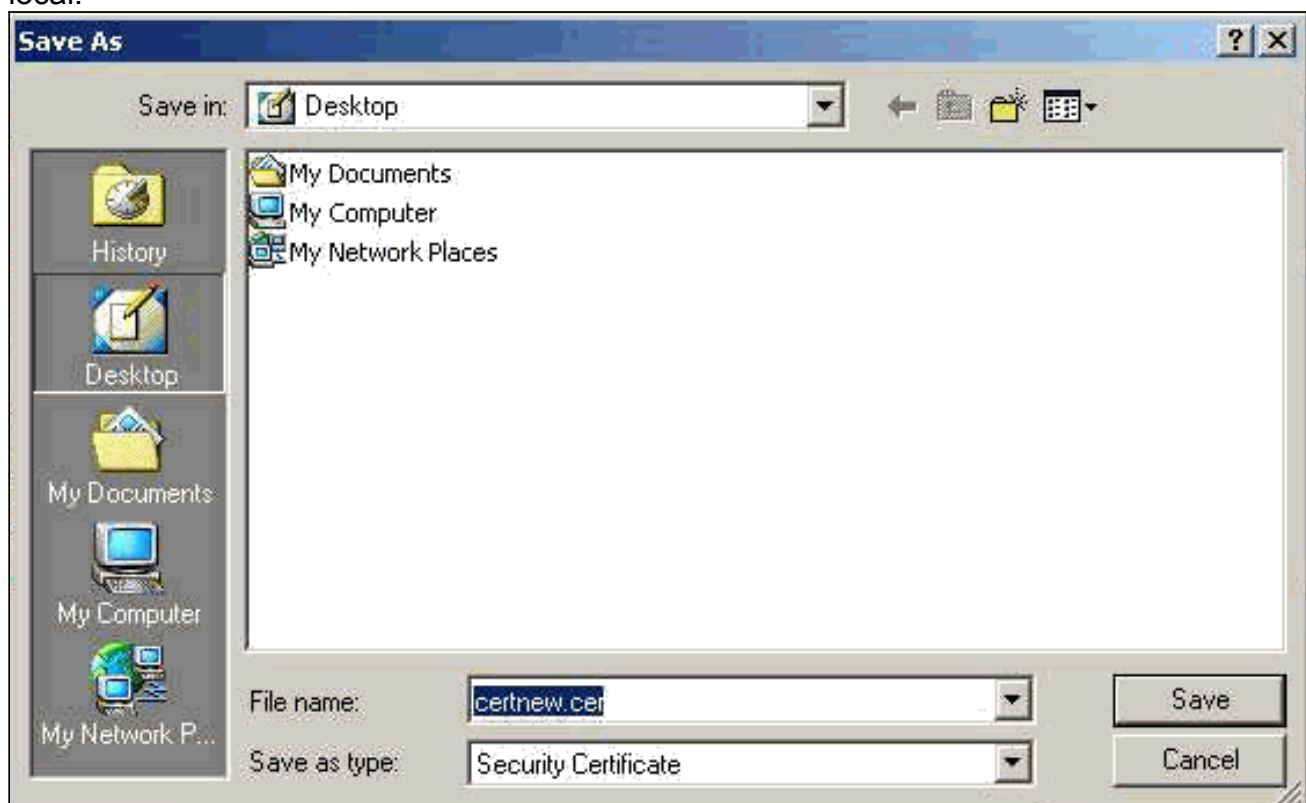 local.
Save As
Save in: Desktop
My Documents
My Computer
My Network Places
History
Desktop
My Documents
My Computer
My Network P...
File name: certnew.cer
Save
Save as type: Security Certificate
Cancel